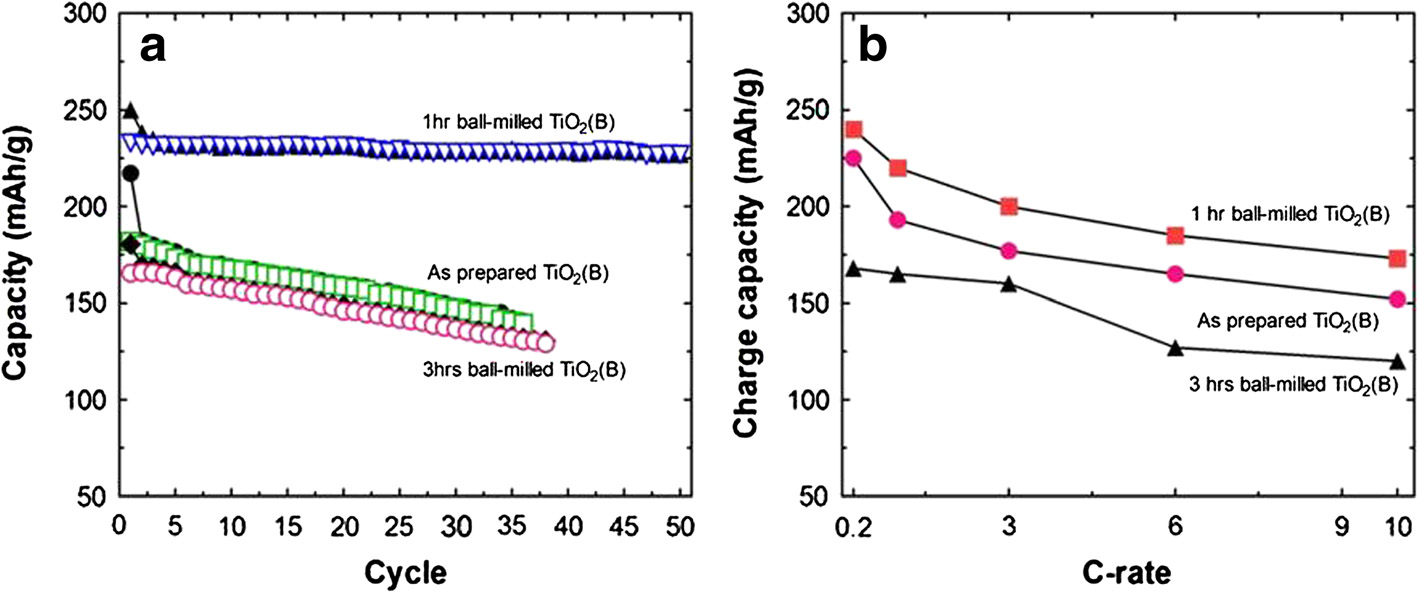 a
300
250
200
150
100
50
Capacity (mAh/g)
1hr ball-milled TiO2(B)
As prepared TiO2(B)
3hrs ball-milled TiO2(B)
0 5 10 15 20 25 30 35 40 45 50
Cycle
b
300
250
200
150
100
50
Charge capacity (mAh/g)
1 hr ball-milled TiO2(B)
As prepared TiO2(B)
3 hrs ball-milled TiO2(B)
0.2 3 6 9 10
C-rate